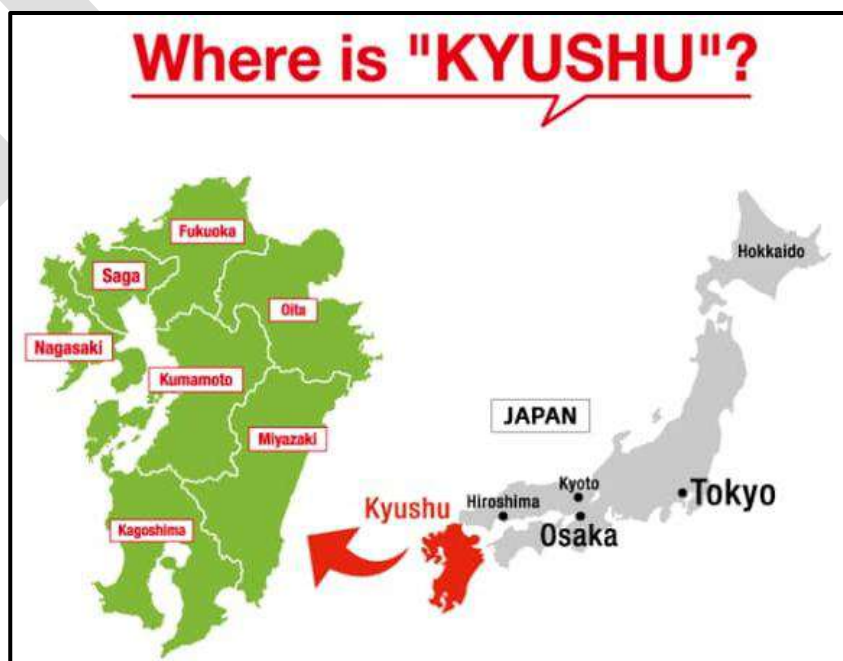 Where is "KYUSHU"?
Fukuoka
Saga
Oita
Nagasaki
Kumamoto
Miyazaki
Kagoshima
Hokkaido
JAPAN
Kyushu
Hiroshima
Kyoto
Osaka
Tokyo